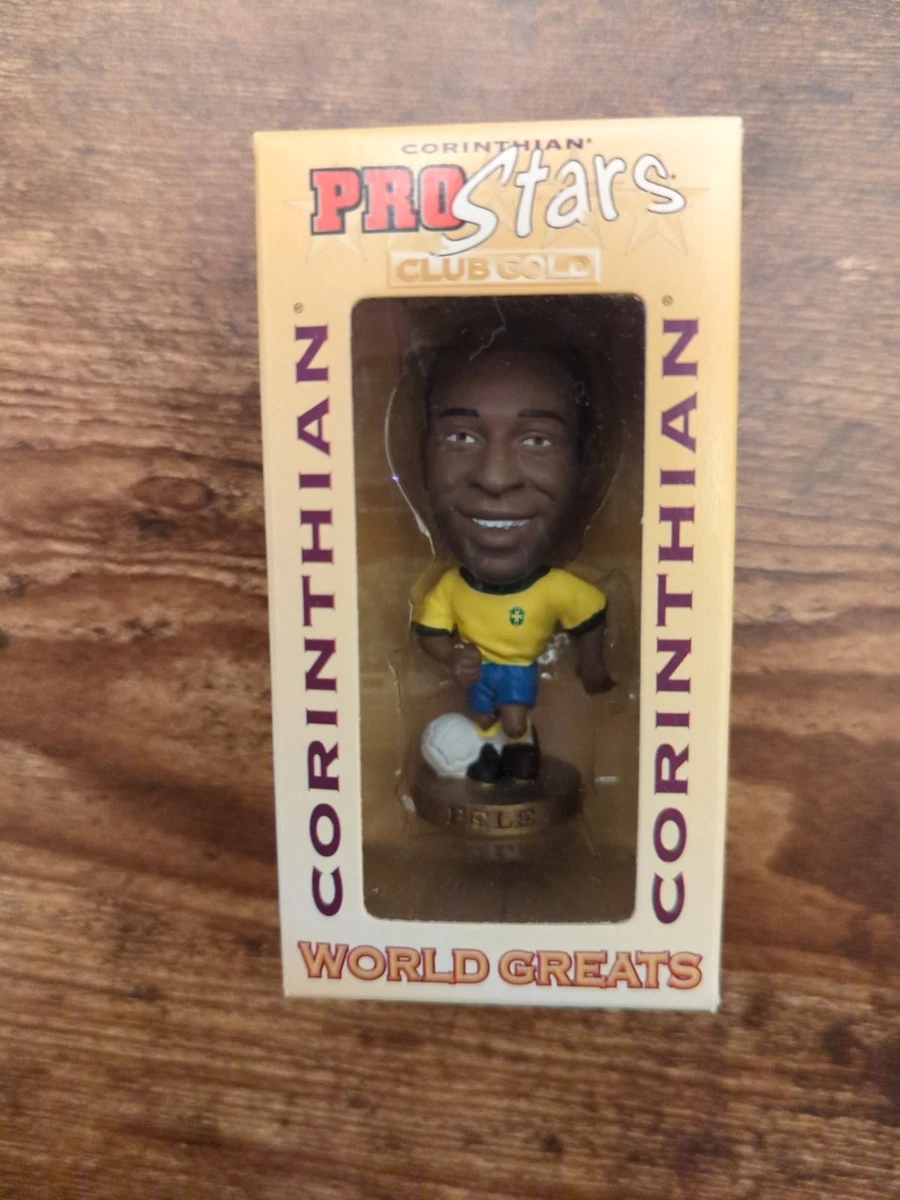 CORINTHIAN®
PRO Stars
CLUB GOLD
CORINTHIAN®
CORINTHIAN®
PELE
WORLD GREATS